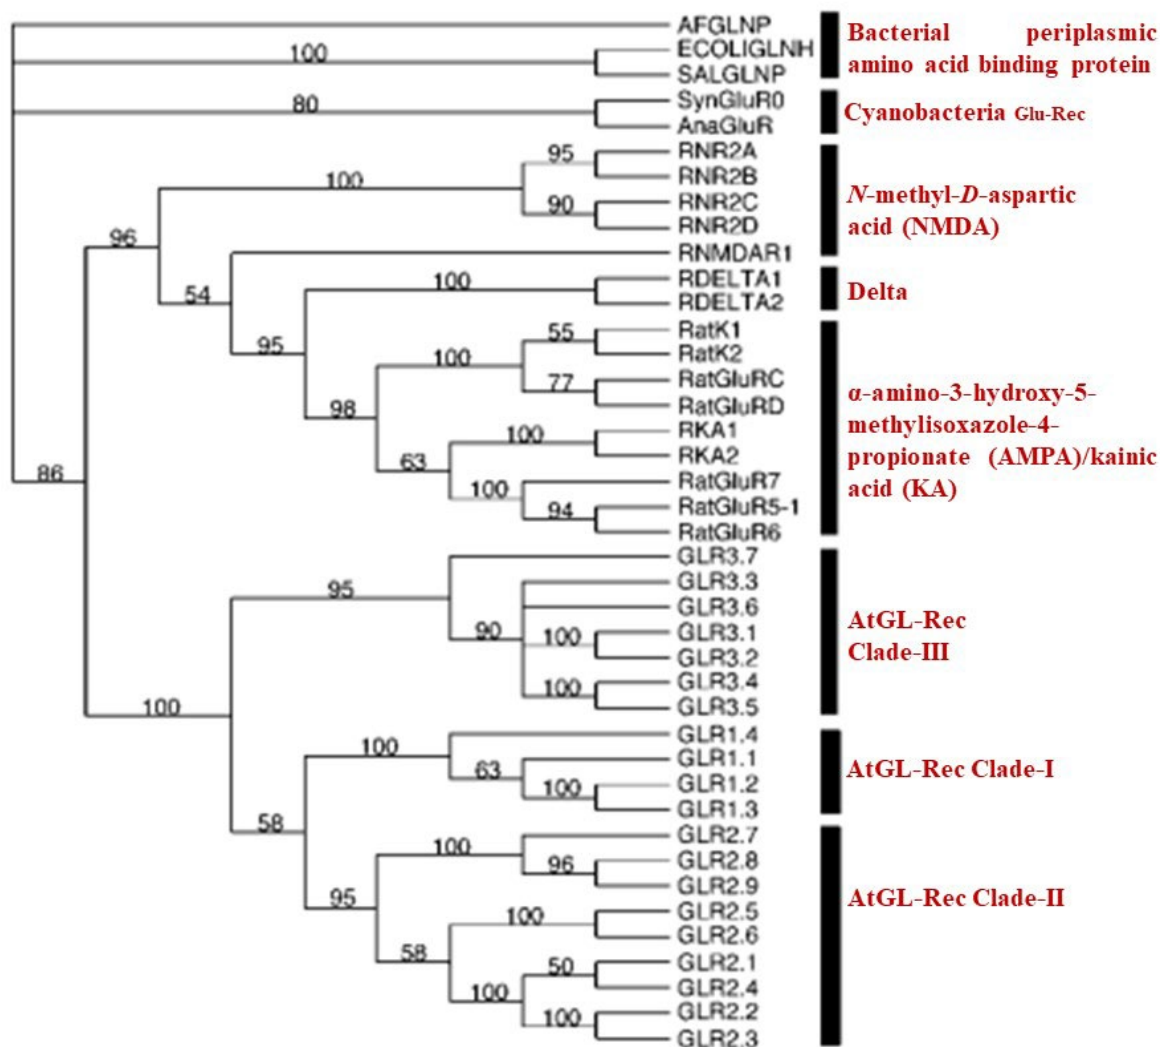 AFGLNP
100
ECOLIGLNH
SALGLNP
Bacterial periplasmic
amino acid binding protein
80
SynGluR0
AnaGluR
Cyanobacteria Glu-Rec
95
RNR2A
RNR2B
100
90
RNR2C
RNR2D
96
RNMDAR1
N-methyl-D-aspartic
acid (NMDA)
54
100
RDELTA1
RDELTA2
Delta
95
55
RatK1
RatK2
100
77
RatGluRC
RatGluRD
98
100
RKA1
RKA2
63
100
RatGluR7
94
RatGluR5-1
RatGluR6
α-amino-3-hydroxy-5-
methylisoxazole-4-
propionate (AMPA)/kainic
acid (KA)
86
95
GLR3.7
GLR3.3
90
GLR3.6
100
GLR3.1
GLR3.2
100
GLR3.4
GLR3.5
AtGL-Rec
Clade-III
100
100
GLR1.4
63
GLR1.1
100
GLR1.2
GLR1.3
AtGL-Rec Clade-I
58
100
GLR2.7
96
GLR2.8
GLR2.9
95
100
GLR2.5
GLR2.6
58
50
GLR2.1
GLR2.4
100
100
GLR2.2
GLR2.3
AtGL-Rec Clade-II